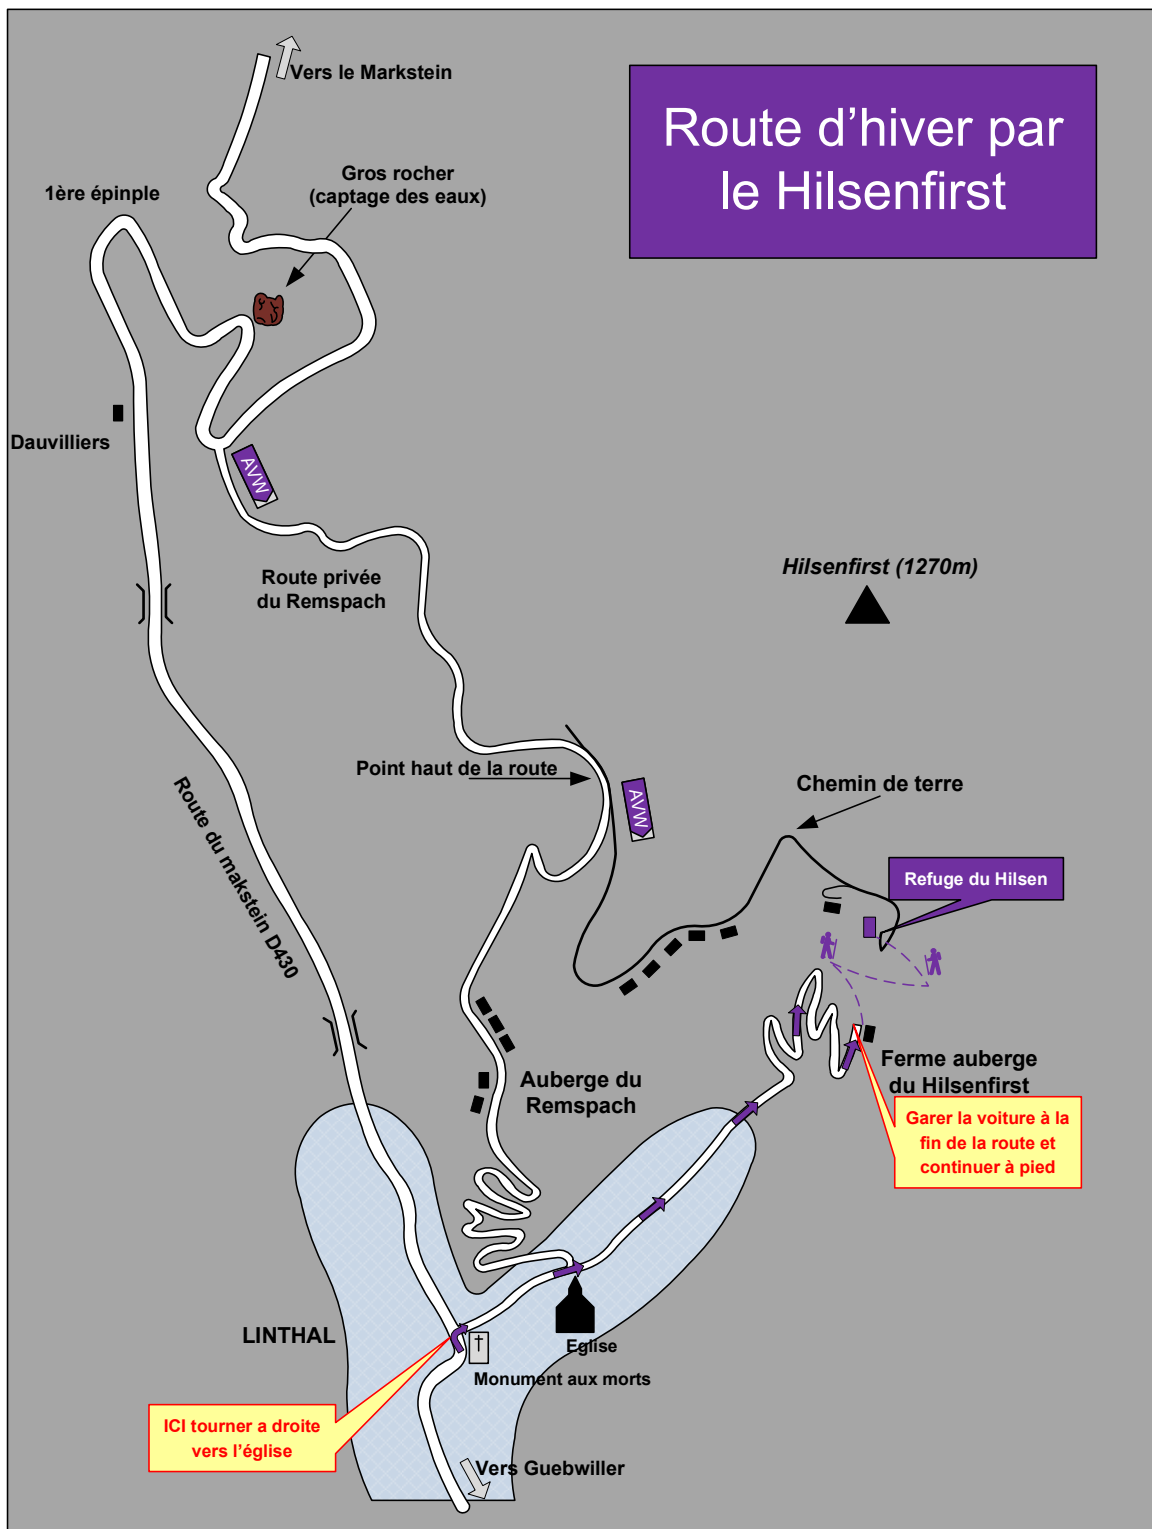 Vers le Markstein
Route d'hiver par
le Hilsenfirst
Gros rocher
(captage des eaux)
1ère épinple
Dauvilliers
AVW
Route privée
du Remspach
Hilsenfirst (1270m)
Point haut de la route
AVW
Chemin de terre
Refuge du Hilsen
Route du makstein D430
Ferme auberge
du Hilsenfirst
Auberge du
Remspach
Garer la voiture à la
fin de la route et
continuer à pied
LINTHAL
Eglise
Monument aux morts
ICI tourner a droite
vers l'église
Vers Guebwiller